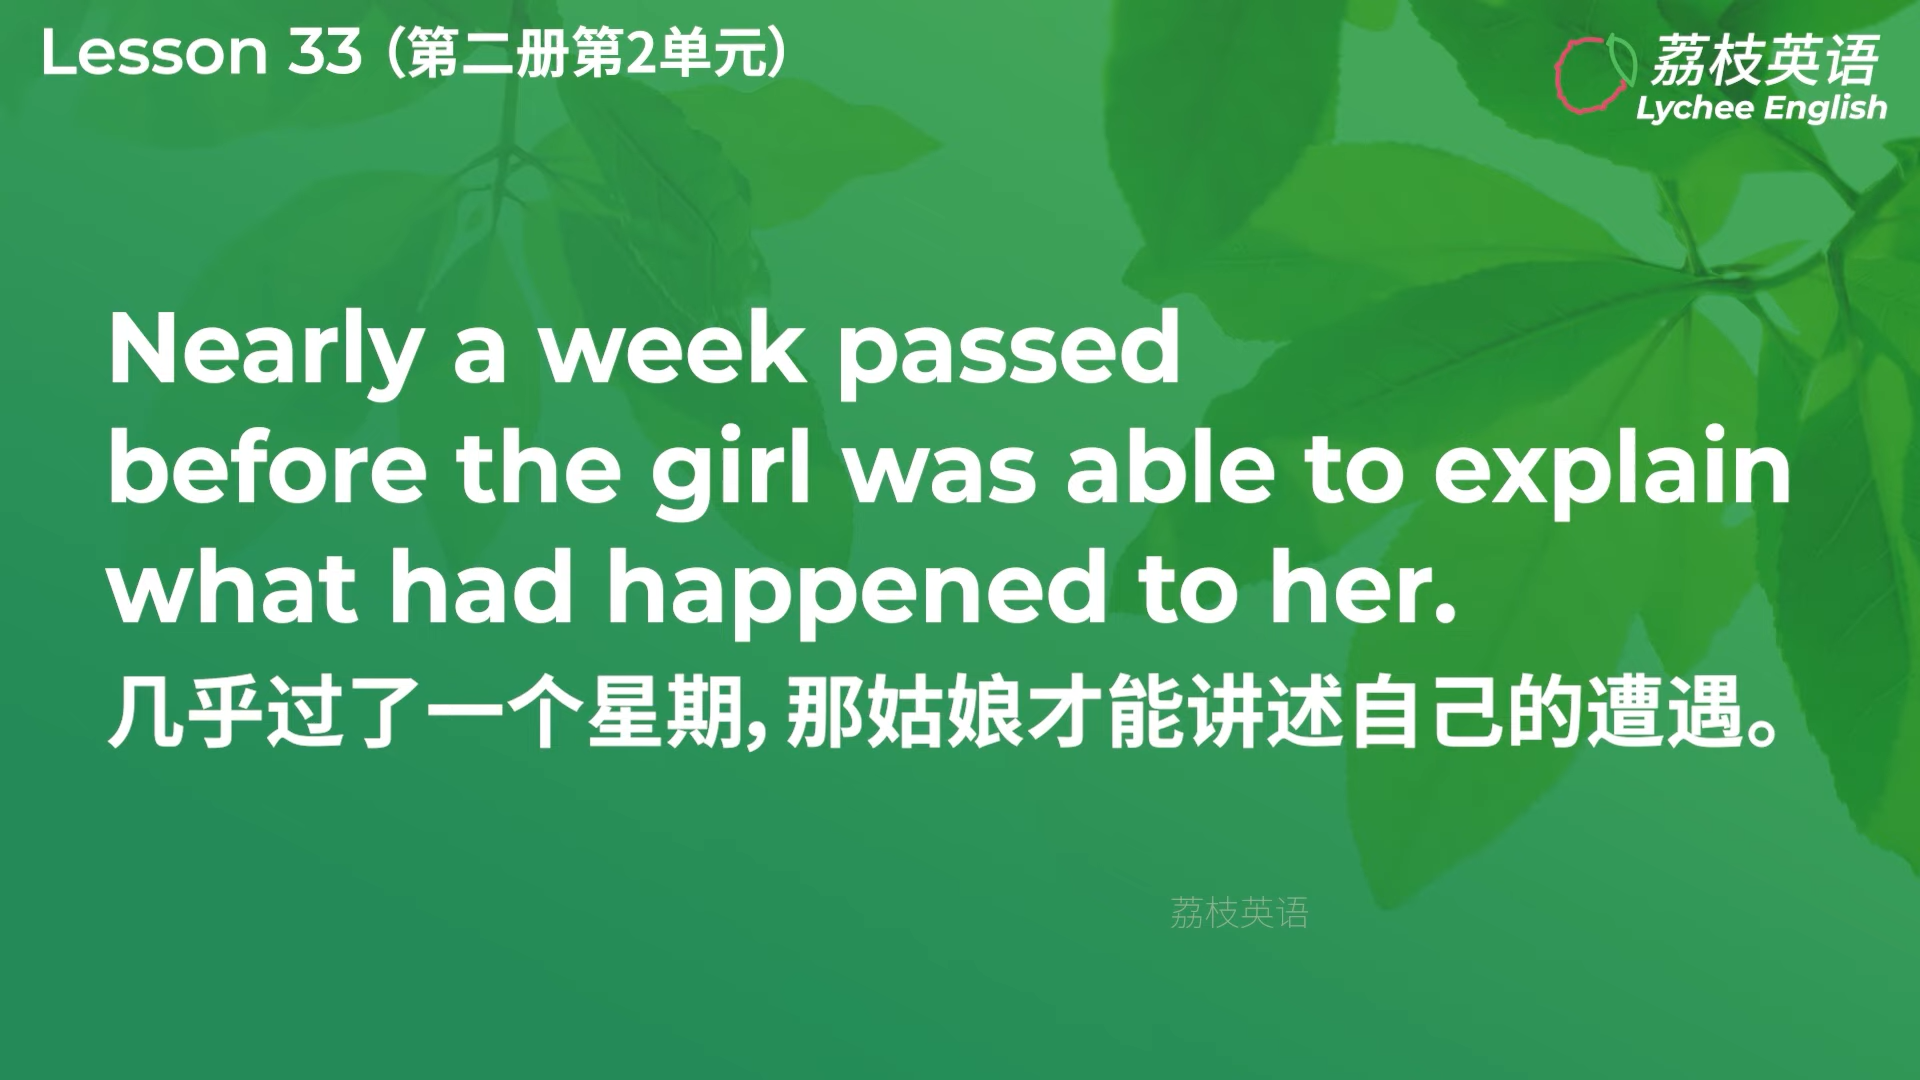 Lesson 33（第二册第2单元）
荔枝英语
Lychee English
Nearly a week passed
before the girl was able to explain
what had happened to her.
几乎过了一个星期，那姑娘才能讲述自己的遭遇。
荔枝英语